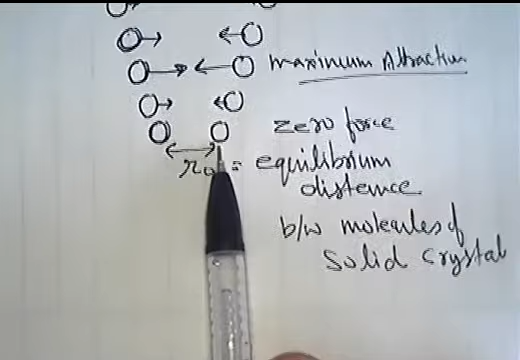 maximum Attraction
zero force
r₀ = equilibrium
distence
b/w molecules of
solid crystal